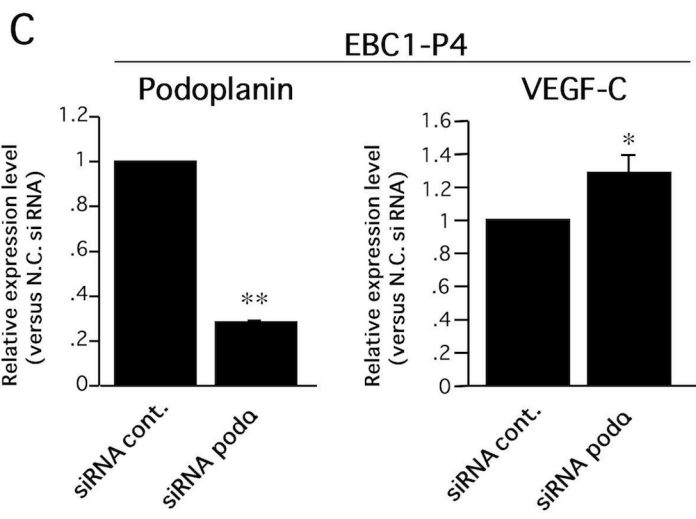 C
EBC1-P4
Podoplanin
VEGF-C
Relative expression level
(versus N.C. si RNA)
1.2
1
.8
.6
.4
.2
0
**
siRNA cont.
siRNA poda
Relative expression level
(versus N.C. si RNA)
1.6
1.4
1.2
1
.8
.6
.4
.2
0
*
siRNA cont.
siRNA poda